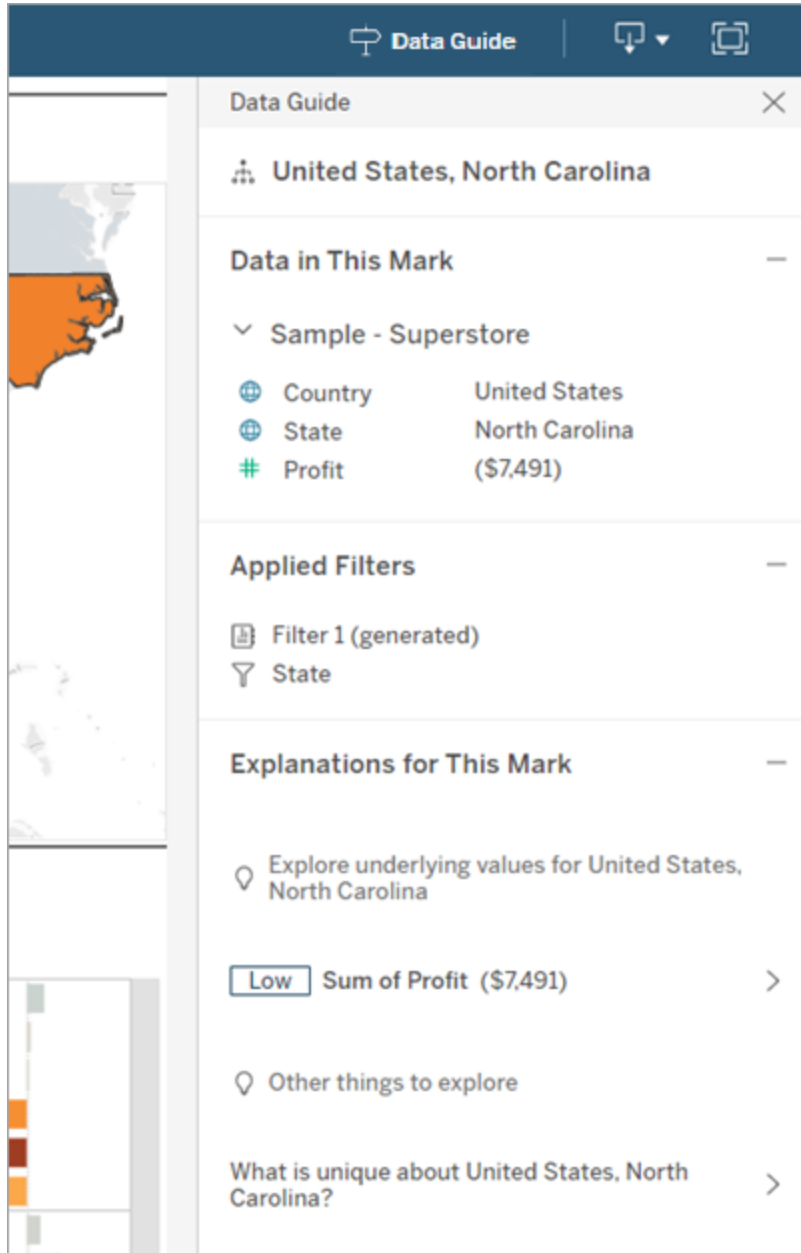 Data Guide
Data Guide
United States, North Carolina
Data in This Mark
Sample - Superstore
Country United States
State North Carolina
Profit ($7,491)
Applied Filters
Filter 1 (generated)
State
Explanations for This Mark
Explore underlying values for United States,
North Carolina
Low Sum of Profit ($7,491)
Other things to explore
What is unique about United States, North
Carolina?